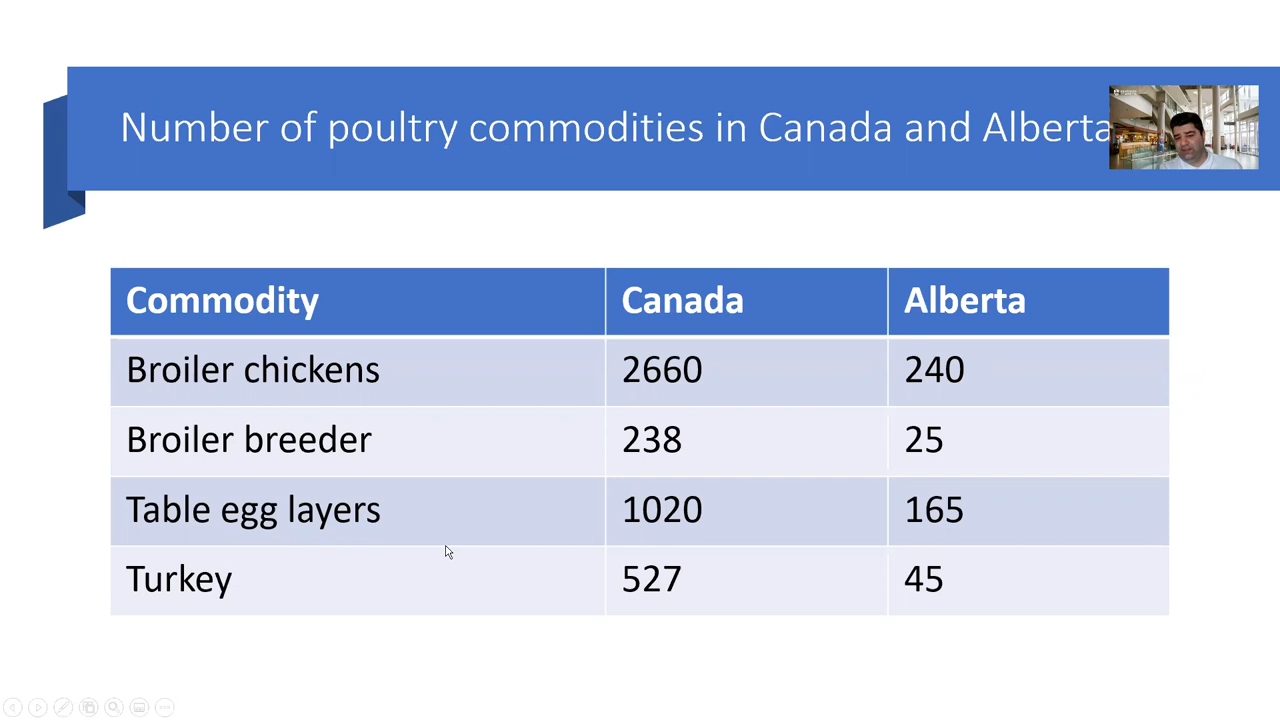 Number of poultry commodities in Canada and Alberta
Commodity Canada Alberta
Broiler chickens 2660 240
Broiler breeder 238 25
Table egg layers 1020 165
Turkey 527 45